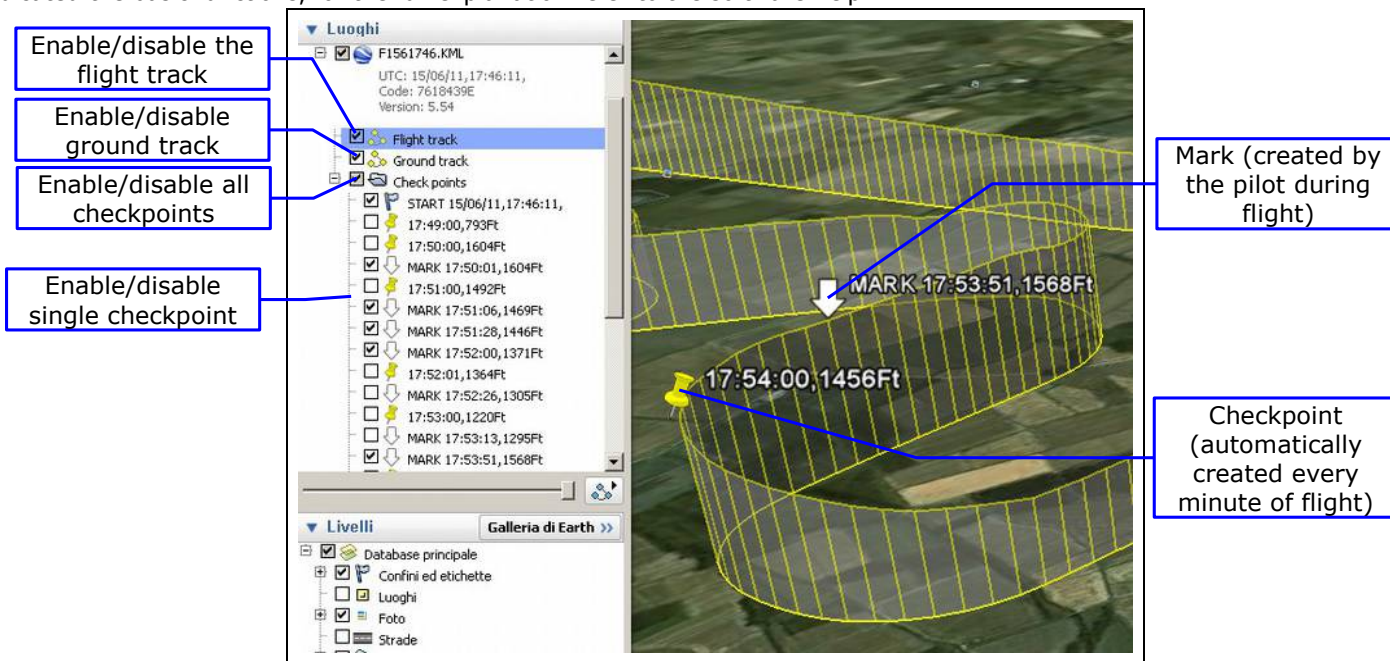 Luoghi
F1561746.KML
UTC: 15/06/11,17:46:11,
Code: 7618439E
Version: 5.54
Flight track
Ground track
Check points
START 15/06/11,17:46:11,
17:49:00,793Ft
17:50:00,1604Ft
MARK 17:50:01,1604Ft
17:51:00,1492Ft
MARK 17:51:06,1469Ft
MARK 17:51:28,1446Ft
MARK 17:52:00,1371Ft
17:52:01,1364Ft
MARK 17:52:26,1305Ft
17:53:00,1220Ft
MARK 17:53:13,1295Ft
MARK 17:53:51,1568Ft
Livelli
Galleria di Earth >>
Database principale
Confini ed etichette
Luoghi
Foto
Strade
Enable/disable the
flight track
Enable/disable
ground track
Enable/disable all
checkpoints
Enable/disable
single checkpoint
MARK 17:53:51,1568Ft
17:54:00,1456Ft
Mark (created by
the pilot during
flight)
Checkpoint
(automatically
created every
minute of flight)